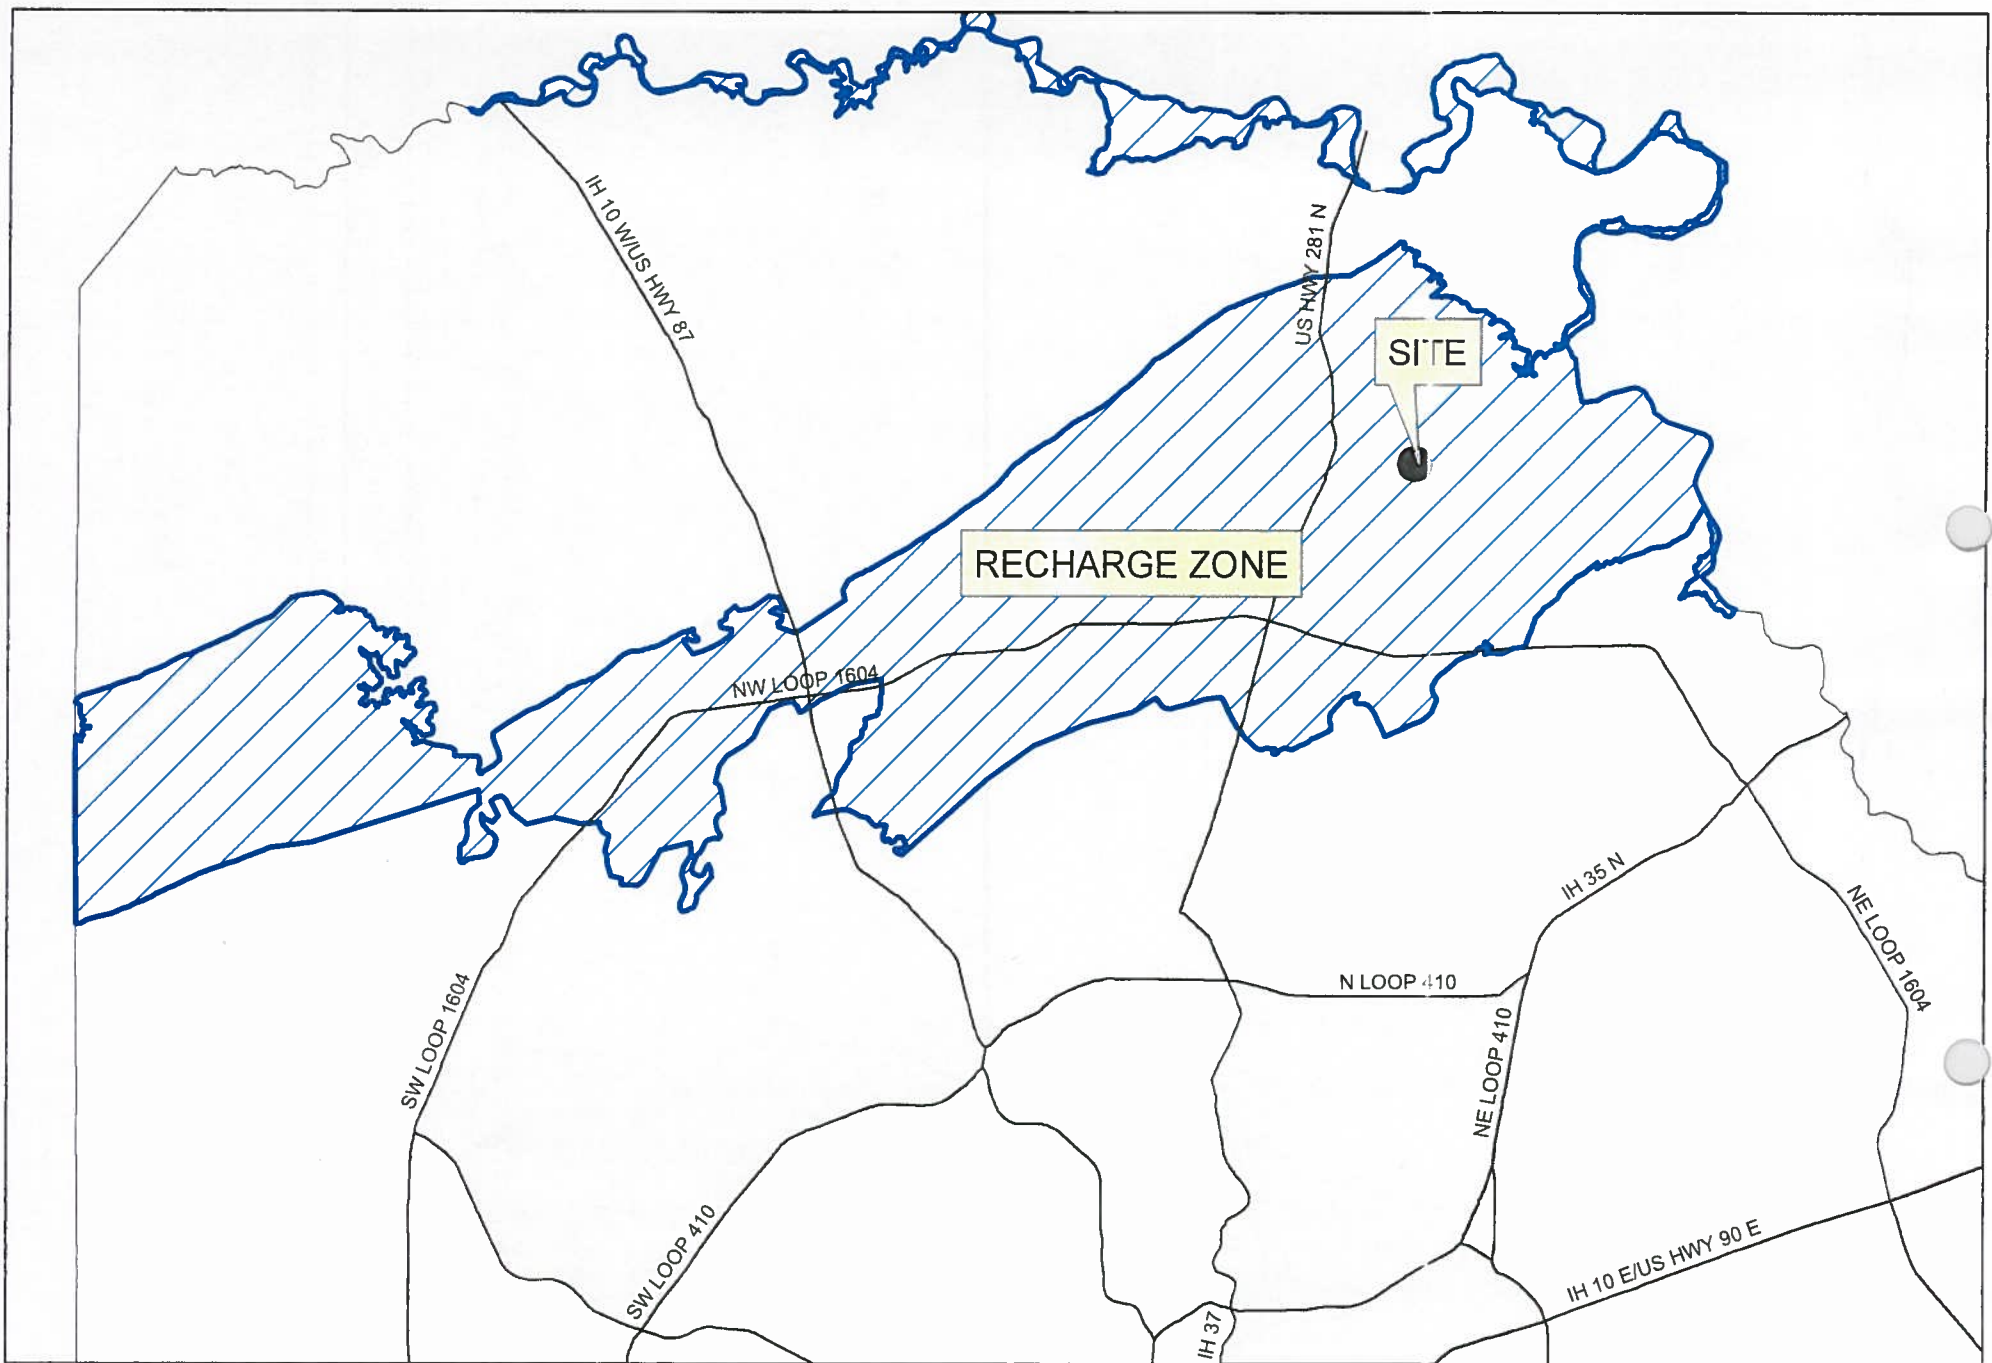 IH 10 W/US HWY 87
US HWY 281 N
SITE
RECHARGE ZONE
NW LOOP 1604
IH 35 N
NE LOOP 1604
N LOOP 410
SW LOOP 1604
NE LOOP 410
SW LOOP 410
IH 10 E/US HWY 90 E
IH 37